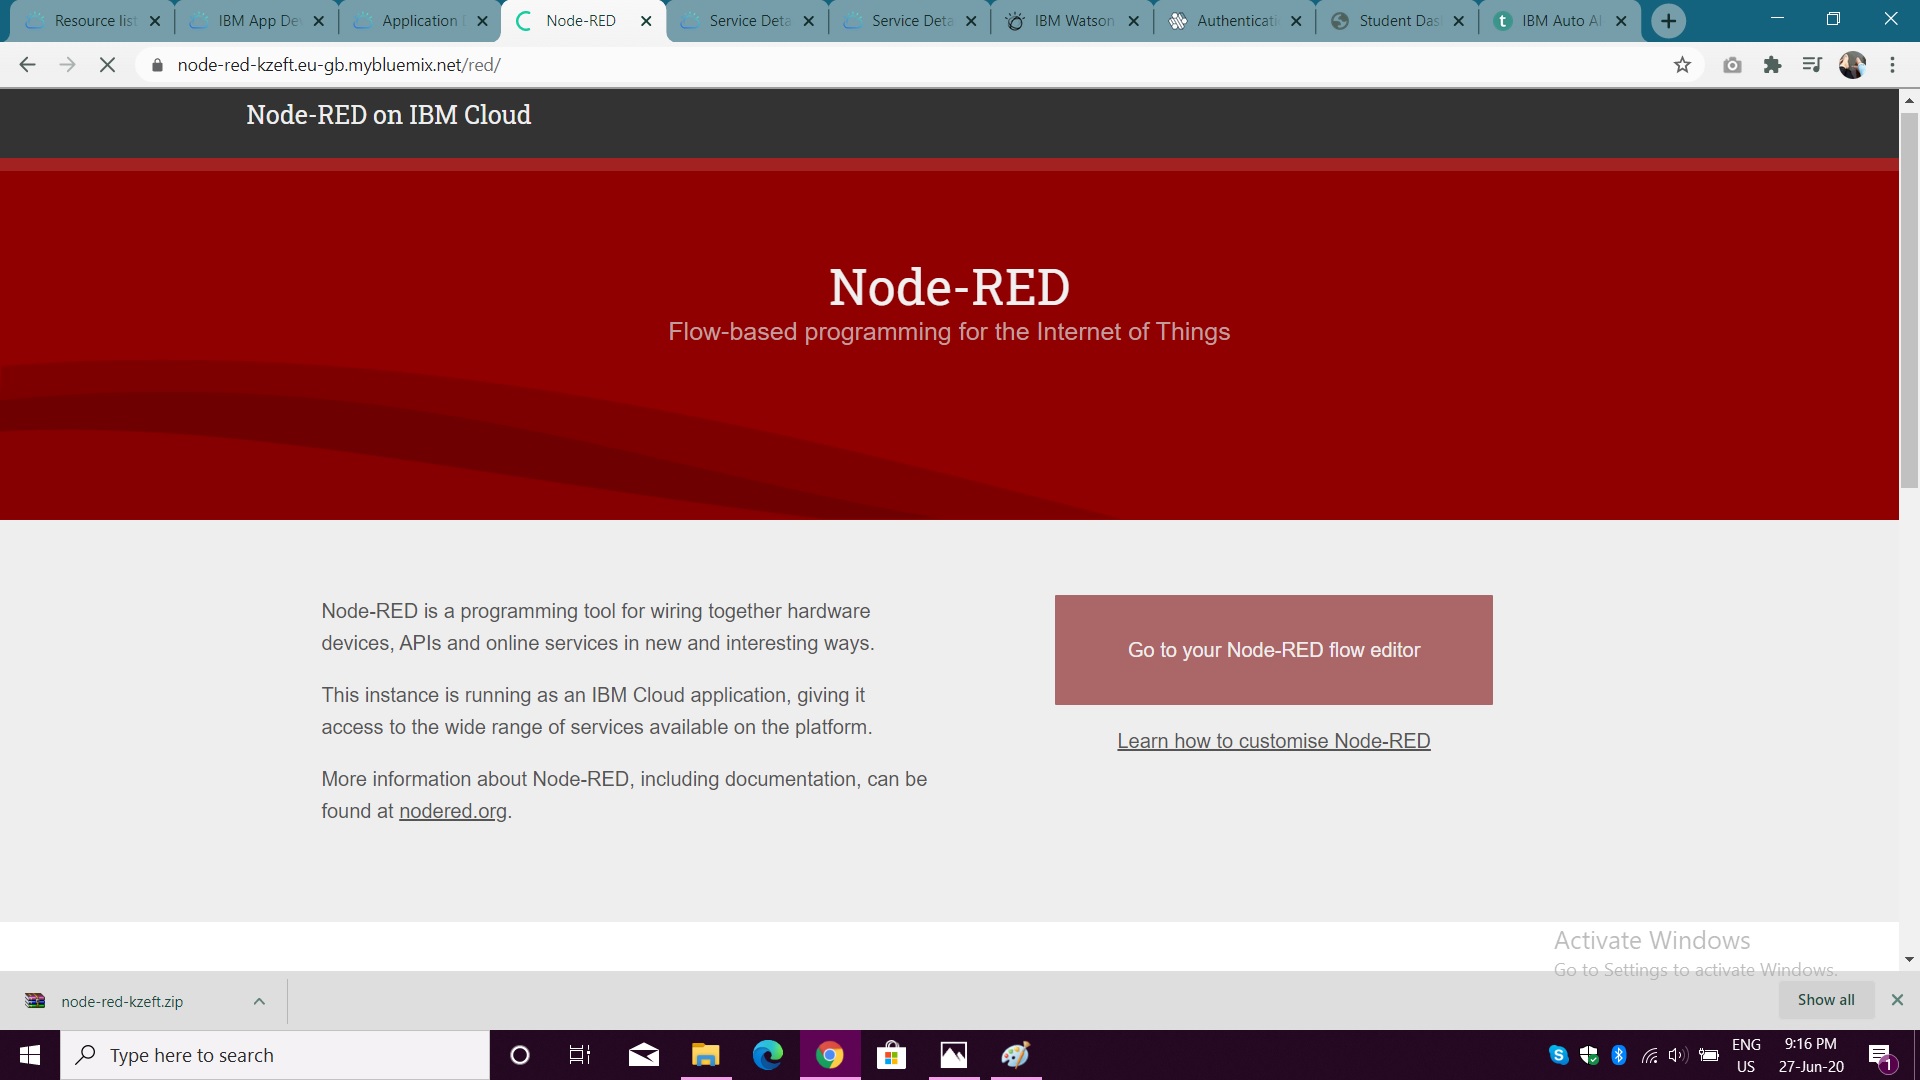 Resource list
IBM App De
Application
Node-RED
Service Deta
Service Deta
IBM Watson
Authenticati
Student Das
IBM Auto AI
node-red-kzeft.eu-gb.mybluemix.net/red/
Node-RED on IBM Cloud
Node-RED
Flow-based programming for the Internet of Things
Node-RED is a programming tool for wiring together hardware
devices, APIs and online services in new and interesting ways.
This instance is running as an IBM Cloud application, giving it
access to the wide range of services available on the platform.
More information about Node-RED, including documentation, can be
found at nodered.org.
Go to your Node-RED flow editor
Learn how to customise Node-RED
Activate Windows
Go to Settings to activate Windows.
node-red-kzeft.zip
Show all
Type here to search
ENG
US
9:16 PM
27-Jun-20
1